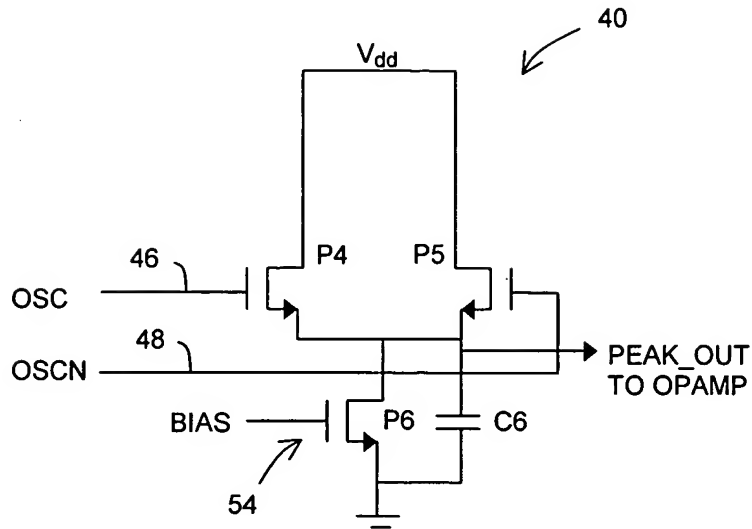 40
Vdd
P4
P5
46
OSC
48
OSCN
PEAK_OUT
TO OPAMP
BIAS
P6
C6
54